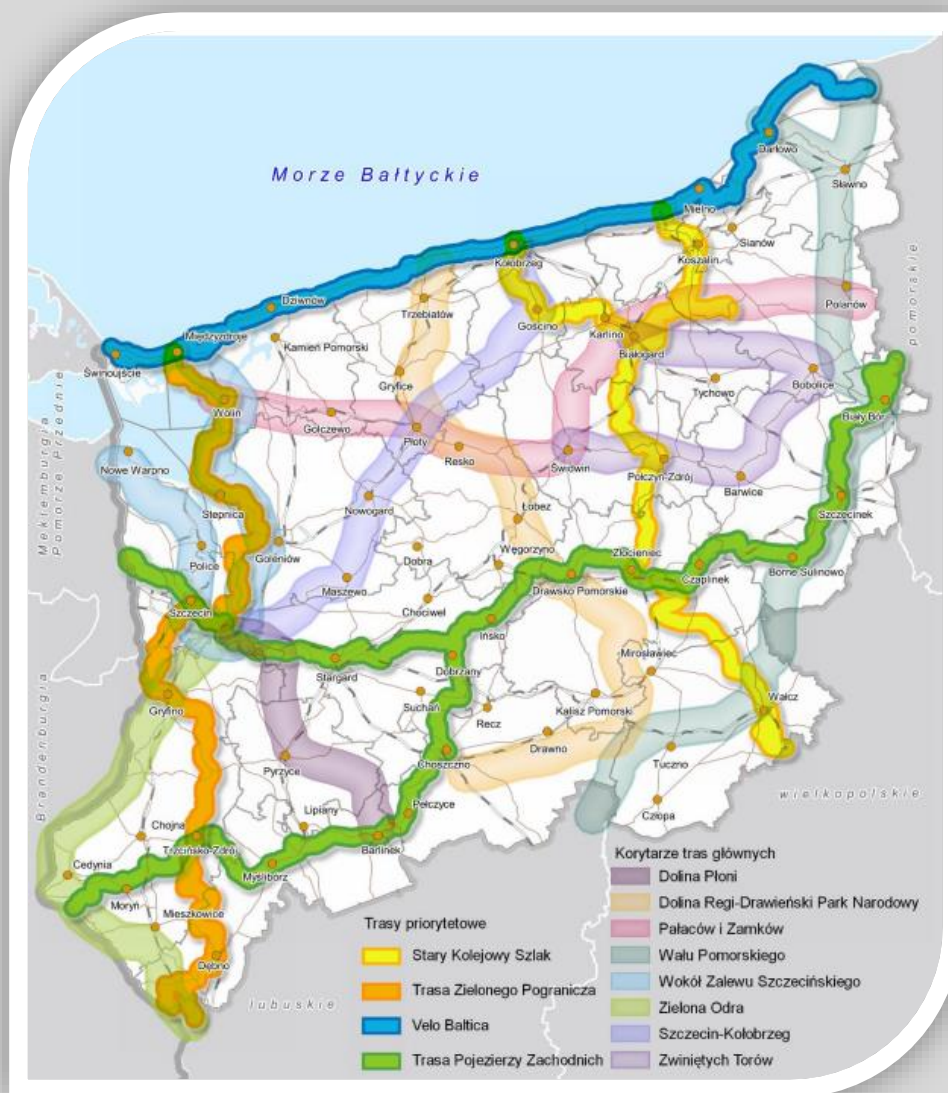 Morze Bałtyckie
Darłowo
Sławno
Mielno
Sianów
Koszalin
Kołobrzeg
Polanów
pomorskie
Dziwnów
Trzebiatów
Gościno
Karlino
Międzyzdroje
Kamień Pomorski
Białogard
Świnoujście
Gryfice
Tychowo
Bobolice
Wolin
Golczewo
Biały Bór
Płoty
Resko
Świdwin
Nowe Warpno
Połczyn-Zdrój
Barwice
Meklemburgia
Pomorze Przednie
Stepnica
Nowogard
Szczecinek
Łobez
Police
Goleniów
Dobra
Węgorzyno
Złocieniec
Borne Sulinowo
Maszewo
Drawsko Pomorskie
Czaplinek
Szczecin
Chociwel
Ińsko
Stargard
Dobrzany
Mirosławiec
Gryfino
Suchań
Recz
Kalisz Pomorski
Wałcz
Brandenburgia
Drawno
Pyrzyce
Choszczno
Tuczno
wielkopolskie
Człopa
Lipiany
Pełczyce
Chojna
Trzcińsko-Zdrój
Barlinek
Cedynia
Myślibórz
Moryń
Mieszkowice
Dębno
lubuskie
Trasy priorytetowe
Stary Kolejowy Szlak
Trasa Zielonego Pogranicza
Velo Baltica
Trasa Pojezierzy Zachodnich
Korytarze tras głównych
Dolina Płoni
Dolina Regi-Drawieński Park Narodowy
Pałaców i Zamków
Wału Pomorskiego
Wokół Zalewu Szczecińskiego
Zielona Odra
Szczecin-Kołobrzeg
Zwiniętych Torów